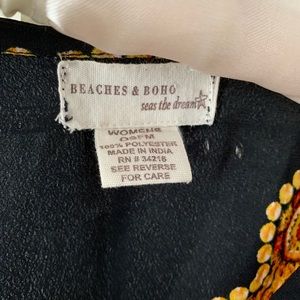 BEACHES & BOHO
seas the dream
WOMENS
OSFM
100% POLYESTER
MADE IN INDIA
RN # 34216
SEE REVERSE
FOR CARE